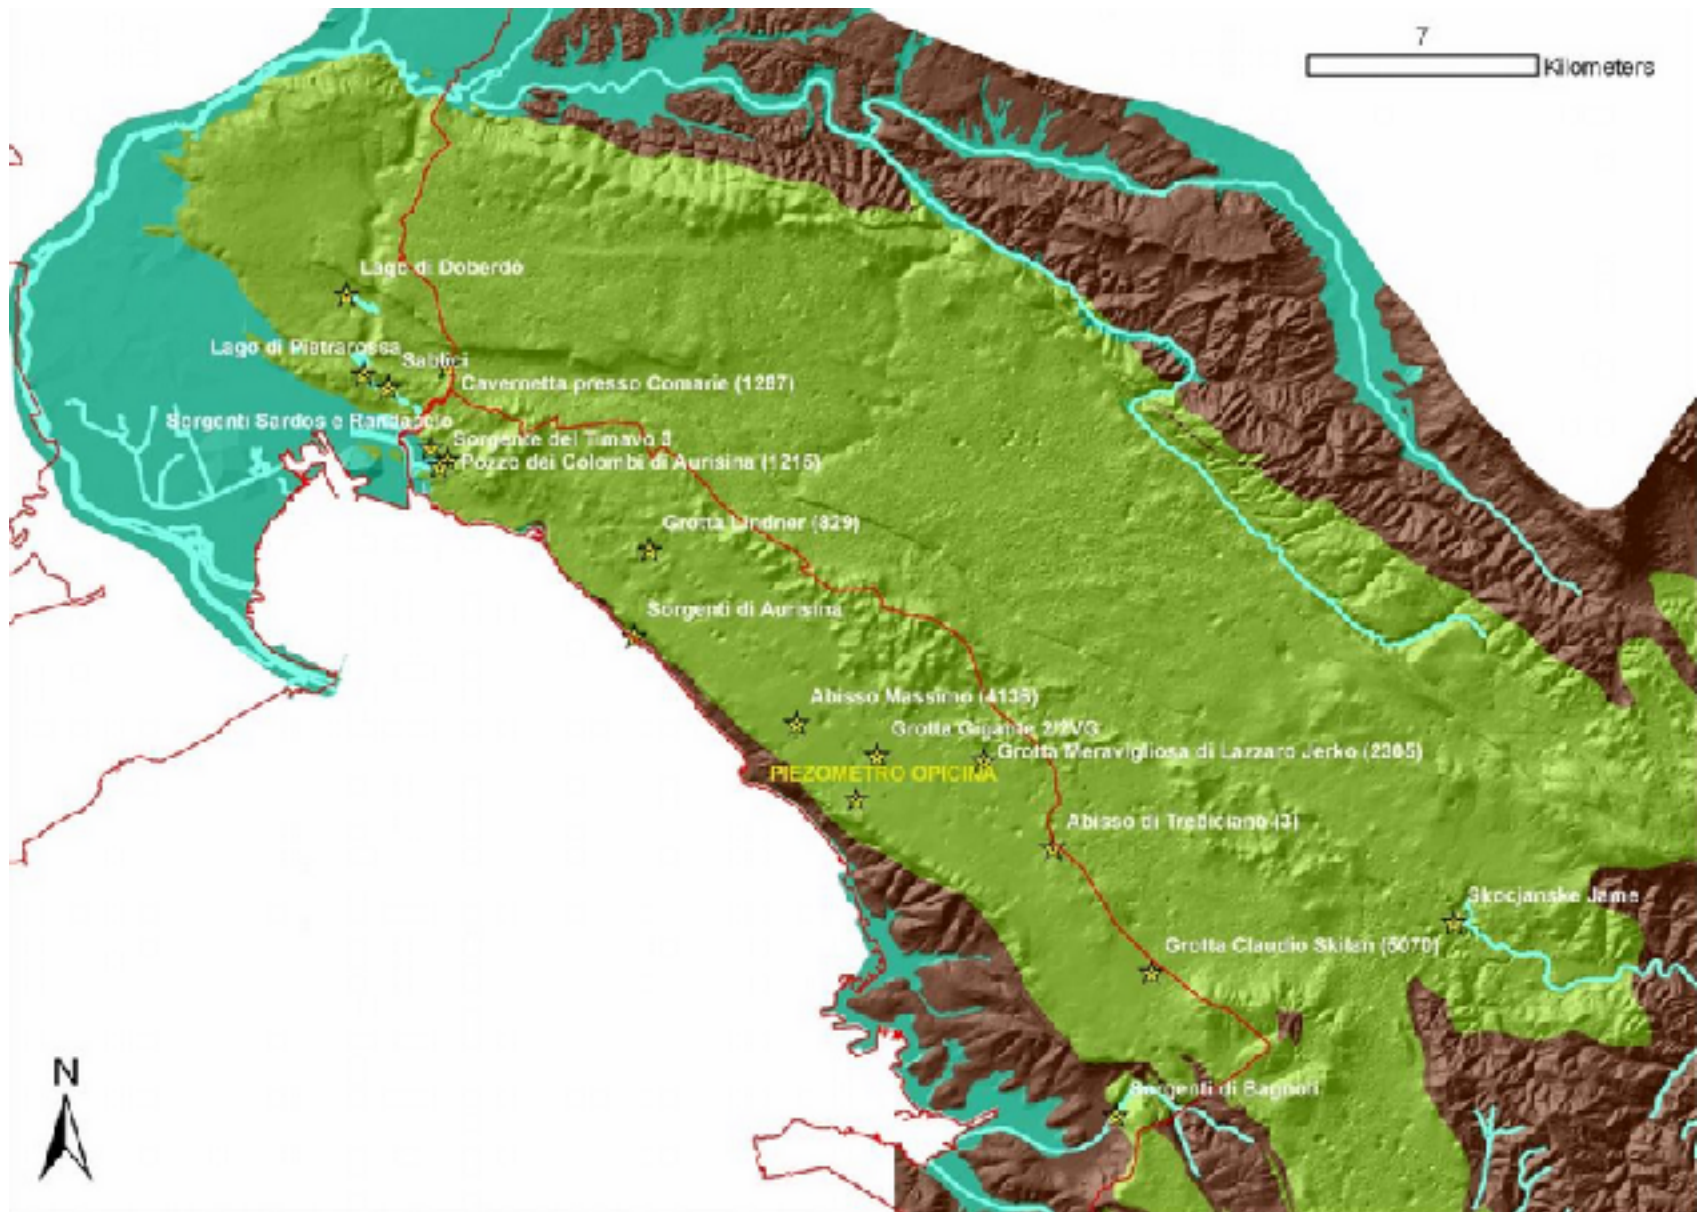 7
Kilometers
Lago di Doberdò
Lago di Pietrarossa
Sablici
Cavernetta presso Comarie (1287)
Sorgenti Sardos e Randaccio
Sorgente del Timavo 3
Pozzo dei Colombi di Aurisina (1215)
Grotta Lindner (829)
Sorgenti di Aurisina
Abisso Massimo (4136)
Grotta Gigante 2/2VG
Grotta Meravigliosa di Lazzaro Jerko (2305)
PIEZOMETRO OPICINA
Abisso di Trebiciano (3)
Skocjanske Jame
Grotta Claudio Skilan (5070)
Sorgenti di Bagnoli
N